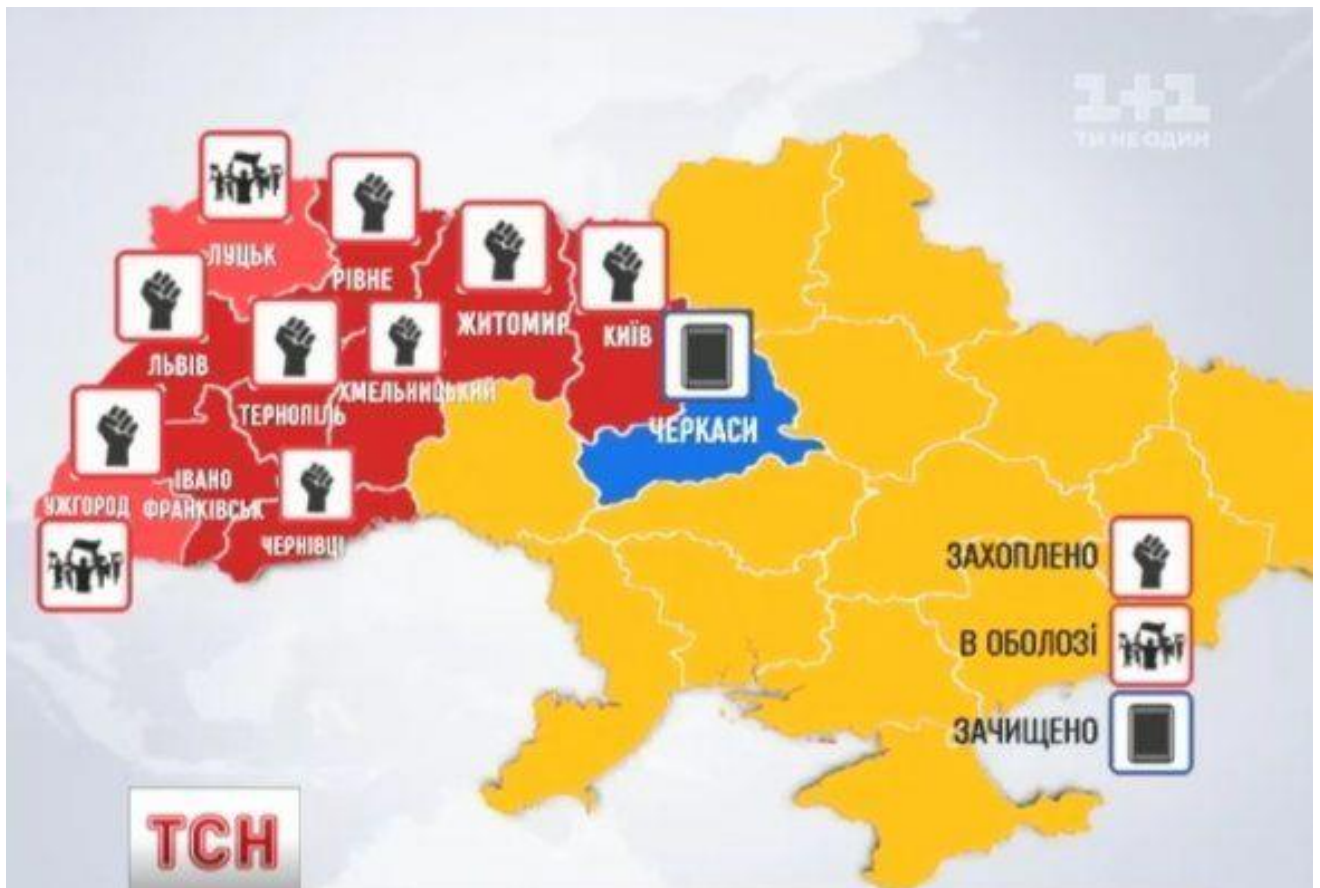 1+1
ТИ НЕ ОДИН
ЛУЦЬК
РІВНЕ
ЖИТОМИР
КИЇВ
ЛЬВІВ
ТЕРНОПІЛЬ
ХМЕЛЬНИЦЬКИЙ
ЧЕРКАСИ
УЖГОРОД
ІВАНО
ФРАНКІВСЬК
ЧЕРНІВЦІ
ЗАХОПЛЕНО
В ОБОЛОЗІ
ЗАЧИЩЕНО
ТСН